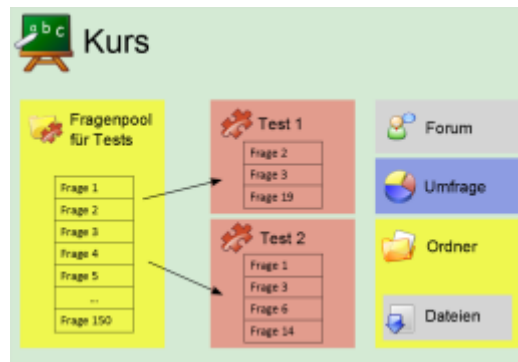 abc
Kurs
Fragenpool
für Tests
Frage 1
Frage 2
Frage 3
Frage 4
Frage 5
...
Frage 150
Test 1
Frage 2
Frage 3
Frage 19
Test 2
Frage 1
Frage 3
Frage 6
Frage 14
Forum
Umfrage
Ordner
Dateien